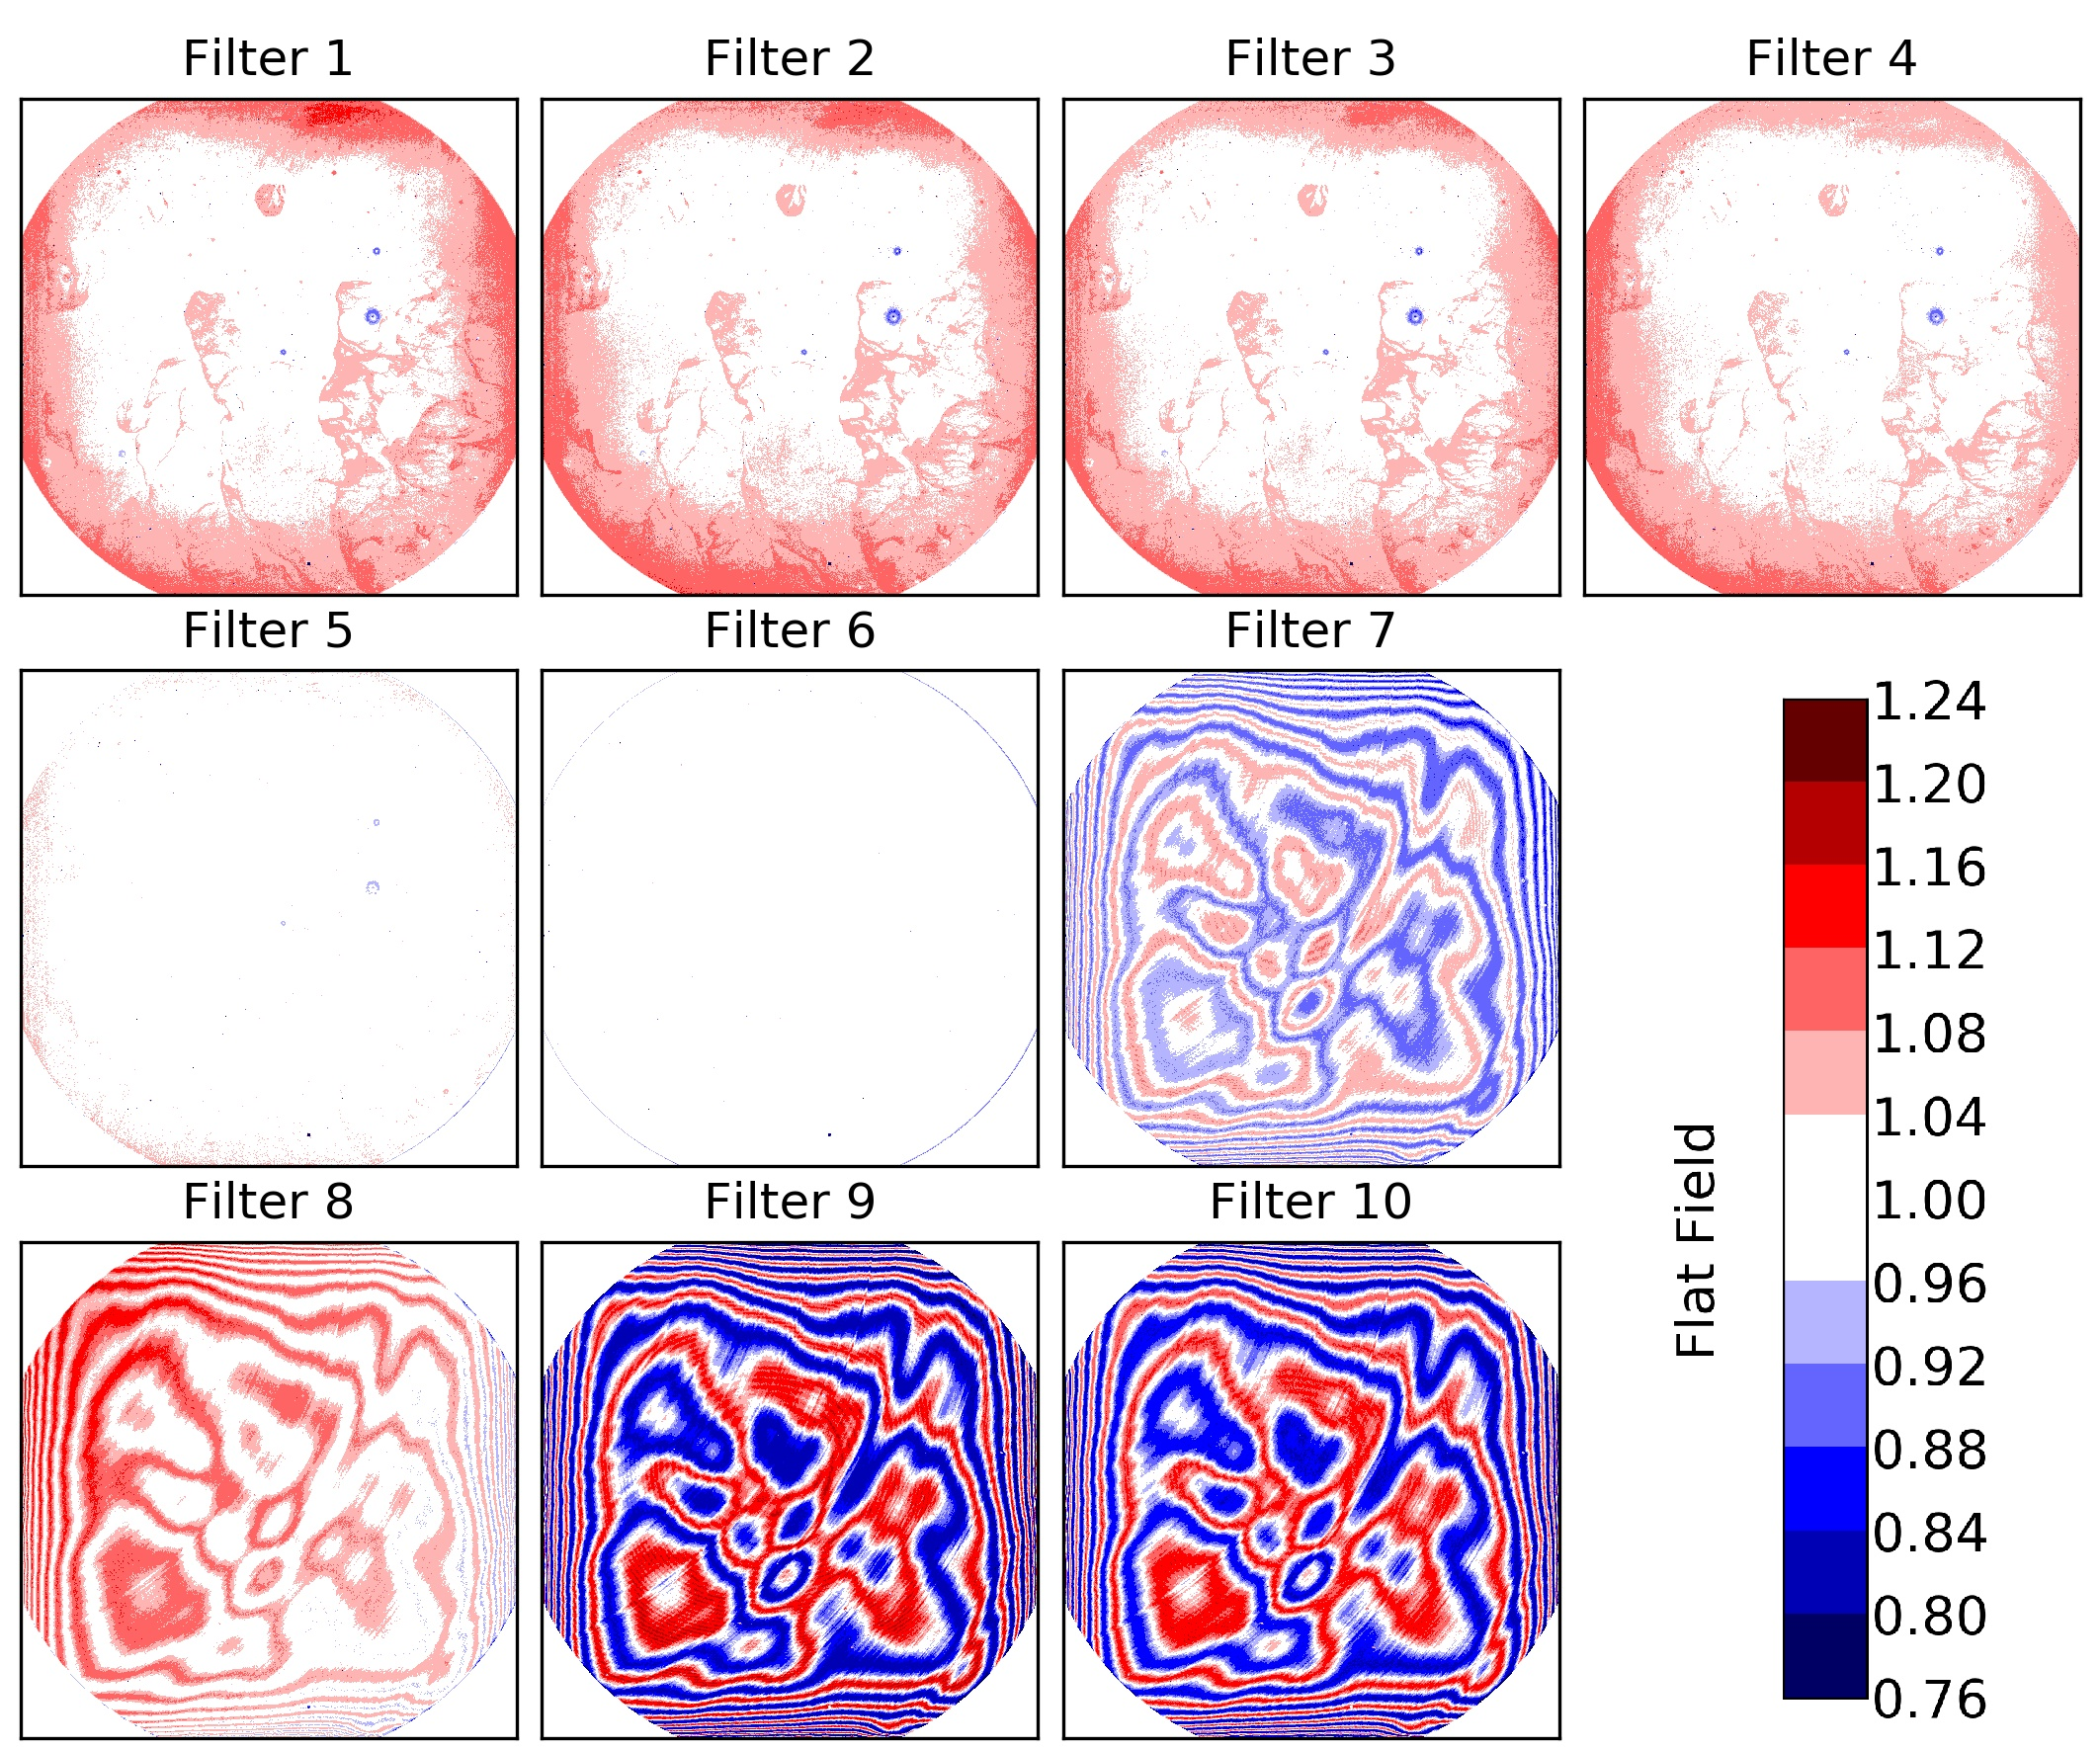 Filter 1
Filter 2
Filter 3
Filter 4
Filter 5
Filter 6
Filter 7
Filter 8
Filter 9
Filter 10
Flat Field
1.24
1.20
1.16
1.12
1.08
1.04
1.00
0.96
0.92
0.88
0.84
0.80
0.76